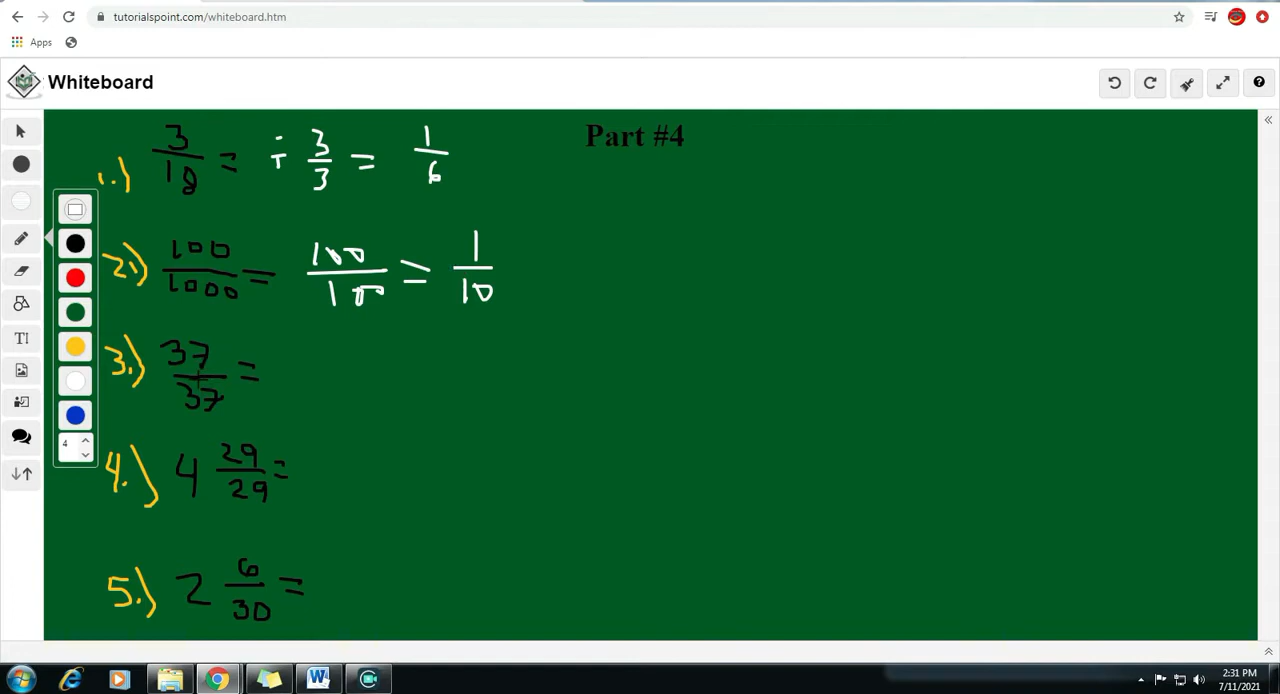 tutorialspoint.com/whiteboard.htm
Apps
Whiteboard
Part #4
1.) 3/18 = ÷ 3/3 = 1/6
2.) 100/1000 = 100/100 = 1/10
3.) 37/37 =
4.) 4 29/29 =
5.) 2 6/30 =
T
4
2:31 PM
7/11/2021